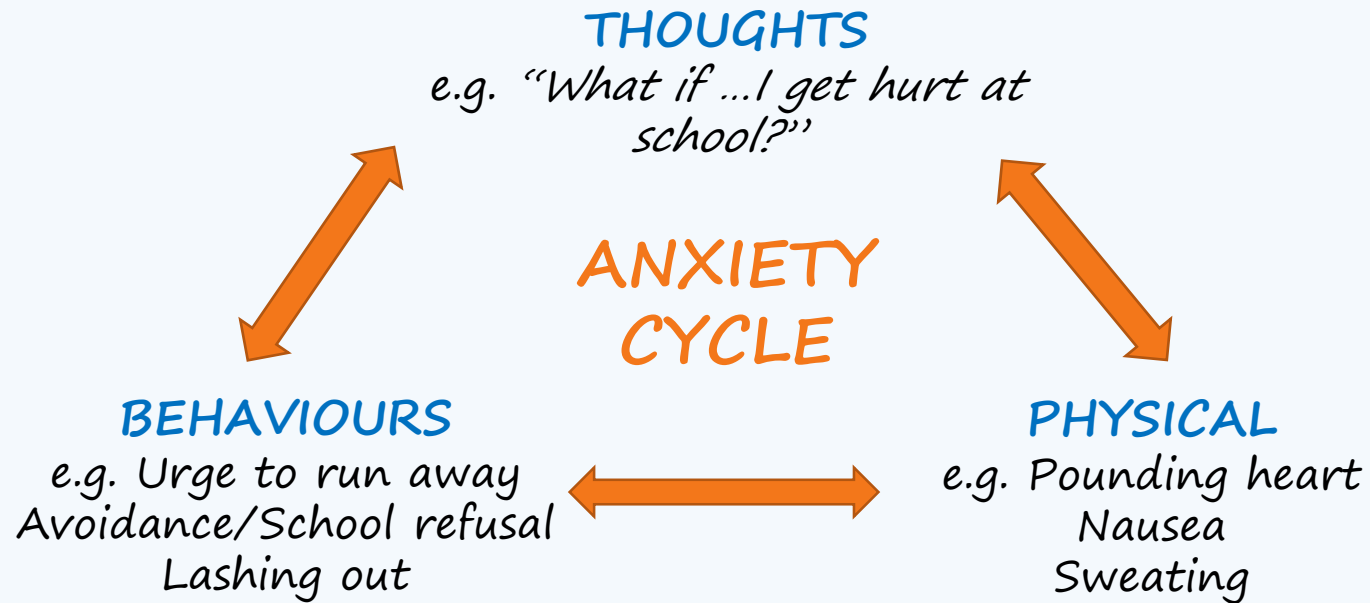 THOUGHTS
e.g. “What if ...I get hurt at
school?”
ANXIETY
CYCLE
BEHAVIOURS
e.g. Urge to run away
Avoidance/School refusal
Lashing out
PHYSICAL
e.g. Pounding heart
Nausea
Sweating